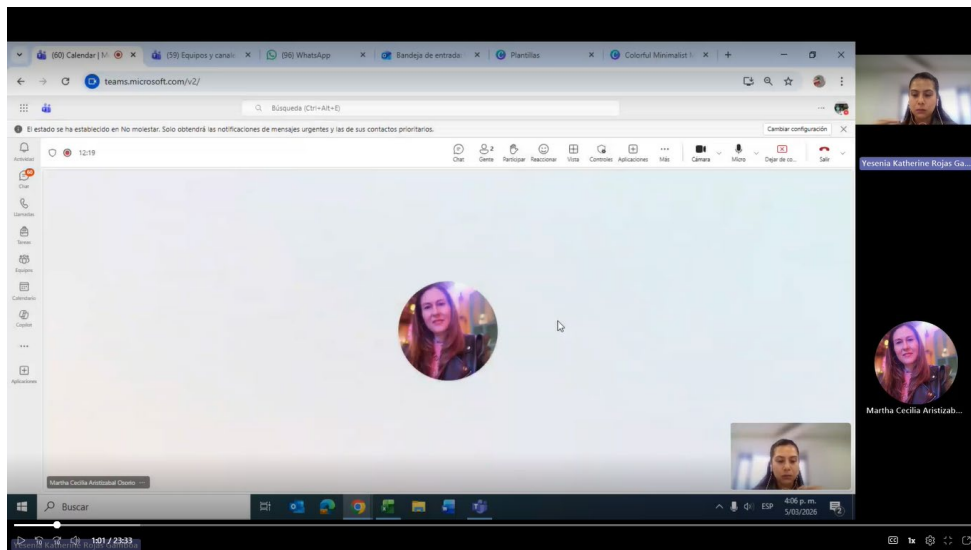 (60) Calendar | M
(59) Equipos y canale
(96) WhatsApp
Bandeja de entrada
Plantillas
Colorful Minimalist
teams.microsoft.com/v2/
Búsqueda (Ctrl+Alt+E)
El estado se ha establecido en No molestar. Solo obtendrá las notificaciones de mensajes urgentes y las de sus contactos prioritarios.
Cambiar configuración
12:19
Chat
2
Gente
Participar
Reaccionar
Vista
Controles
Aplicaciones
Más
Cámara
Micro
Dejar de co...
Salir
Actividad
Chat
Llamadas
Tareas
Equipos
Calendario
Copilot
Aplicaciones
Martha Cecilia Aristizabal Osorio
Yesenia Katherine Rojas Ga...
Martha Cecilia Aristizab...
Buscar
ESP
4:06 p. m.
5/03/2026
1:01 / 23:33
Yesenia Katherine Rojas Gamboa
CC
1x